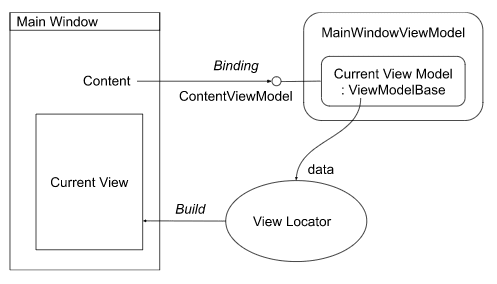 Main Window
MainWindowViewModel
Content
Binding
ContentViewModel
Current View Model
: ViewModelBase
data
Current View
Build
View Locator